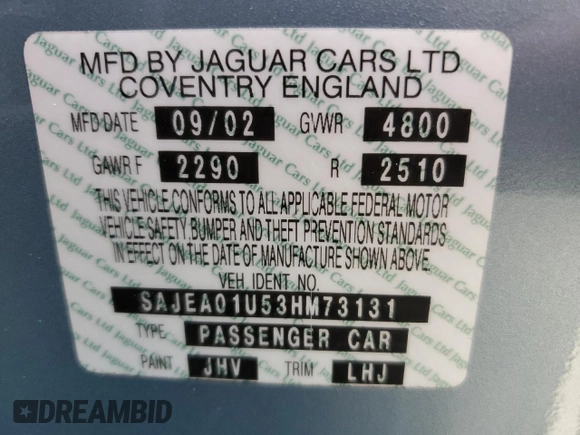 MFD BY JAGUAR CARS LTD
COVENTRY ENGLAND
MFD DATE 09/02 GVWR 4800
GAWR F 2290 R 2510
THIS VEHICLE CONFORMS TO ALL APPLICABLE FEDERAL MOTOR
VEHICLE SAFETY BUMPER AND THEFT PREVENTION STANDARDS
IN EFFECT ON THE DATE OF MANUFACTURE SHOWN ABOVE.
VEH. IDENT NO.
SAJEA01U53HM73131
TYPE PASSENGER CAR
PAINT JHV TRIM LHJ
DREAMBID